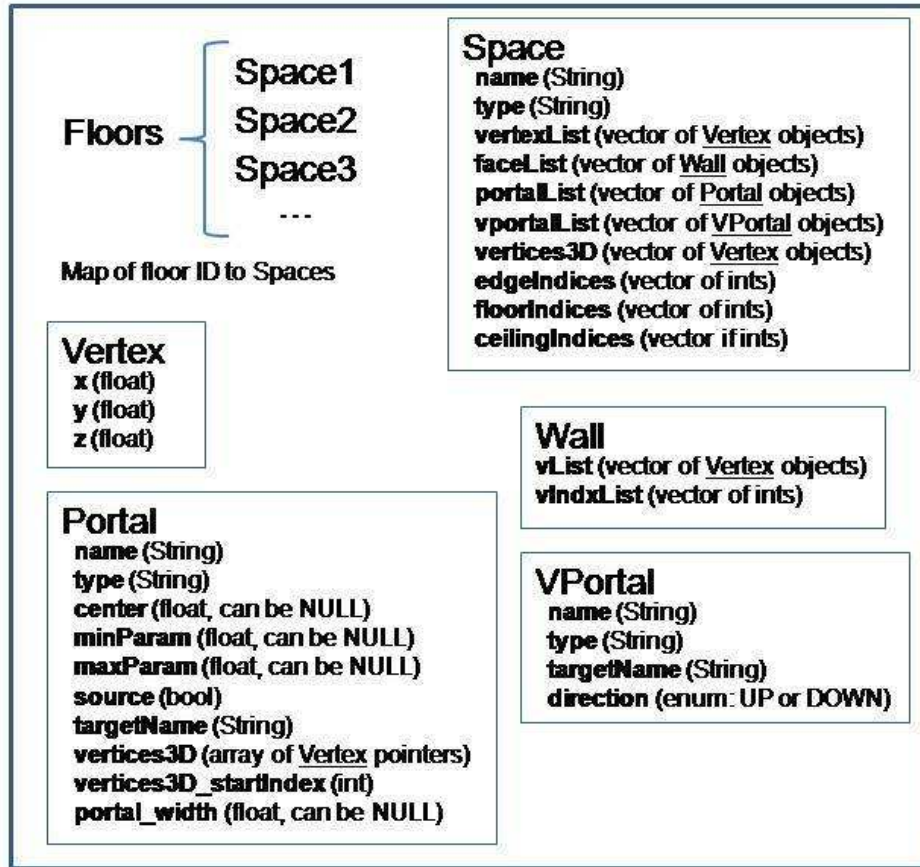 Floors
Space1
Space2
Space3
...
Map of floor ID to Spaces
Space
name (String)
type (String)
vertexList (vector of Vertex objects)
faceList (vector of Wall objects)
portalList (vector of Portal objects)
vportalList (vector of VPortal objects)
vertices3D (vector of Vertex objects)
edgeIndices (vector of ints)
floorIndices (vector of ints)
ceilingIndices (vector if ints)
Vertex
x (float)
y (float)
z (float)
Wall
vList (vector of Vertex objects)
vIndxList (vector of ints)
Portal
name (String)
type (String)
center (float, can be NULL)
minParam (float, can be NULL)
maxParam (float, can be NULL)
source (bool)
targetName (String)
vertices3D (array of Vertex pointers)
vertices3D_startIndex (int)
portal_width (float, can be NULL)
VPortal
name (String)
type (String)
targetName (String)
direction (enum: UP or DOWN)